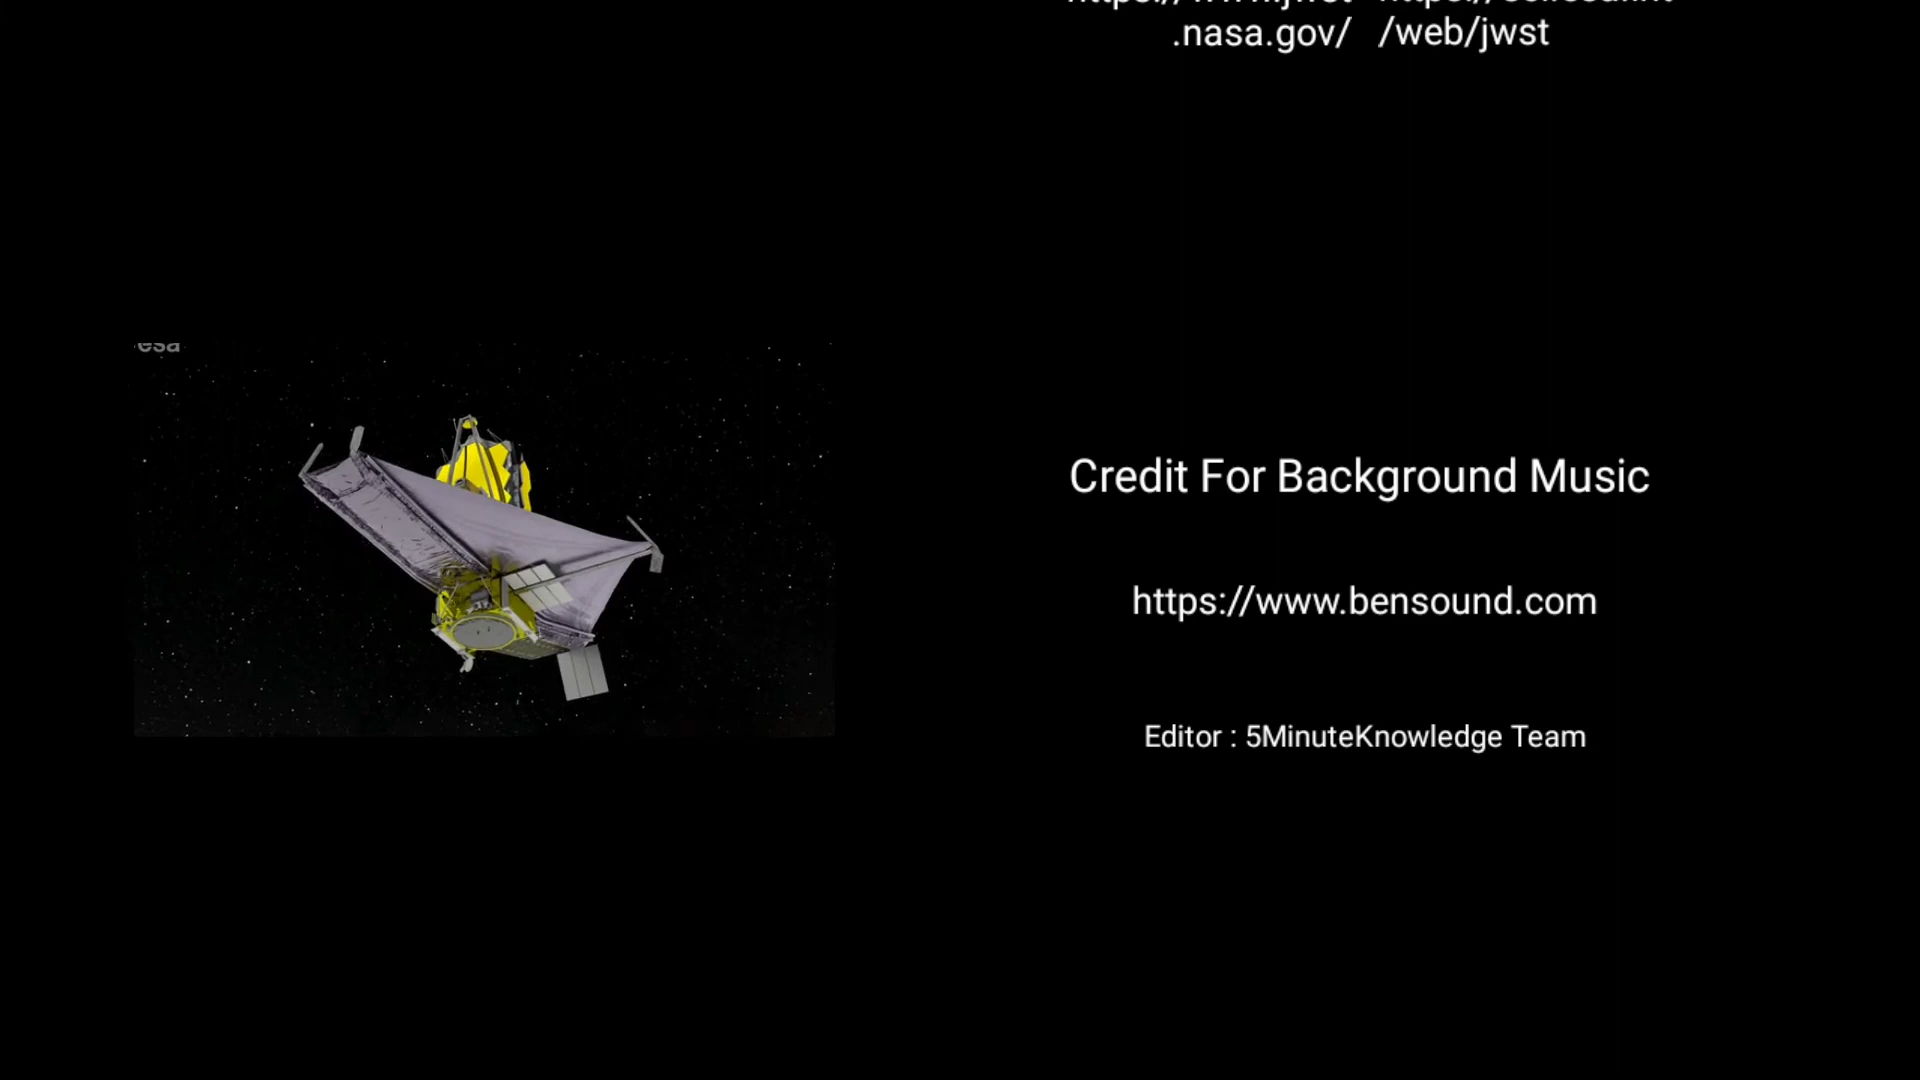 .nasa.gov/ /web/jwst
esa
Credit For Background Music
https://www.bensound.com
Editor : 5MinuteKnowledge Team